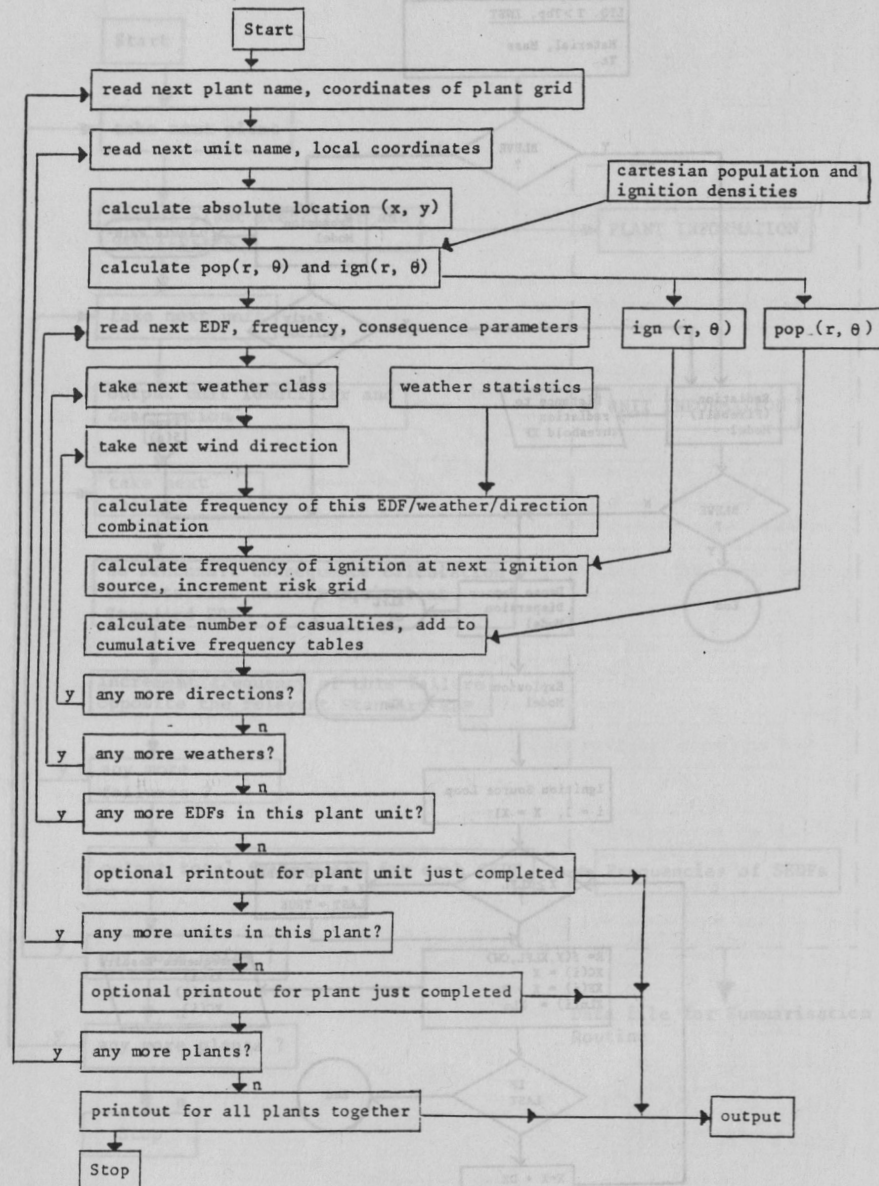 Start
read next plant name, coordinates of plant grid
read next unit name, local coordinates
cartesian population and
ignition densities
calculate absolute location (x, y)
calculate pop(r, θ) and ign(r, θ)
read next EDF, frequency, consequence parameters
ign (r, θ)
pop (r, θ)
take next weather class
weather statistics
take next wind direction
calculate frequency of this EDF/weather/direction
combination
calculate frequency of ignition at next ignition
source, increment risk grid
calculate number of casualties, add to
cumulative frequency tables
y
any more directions?
n
y
any more weathers?
n
y
any more EDFs in this plant unit?
n
optional printout for plant unit just completed
y
any more units in this plant?
n
optional printout for plant just completed
y
any more plants?
n
printout for all plants together
output
Stop